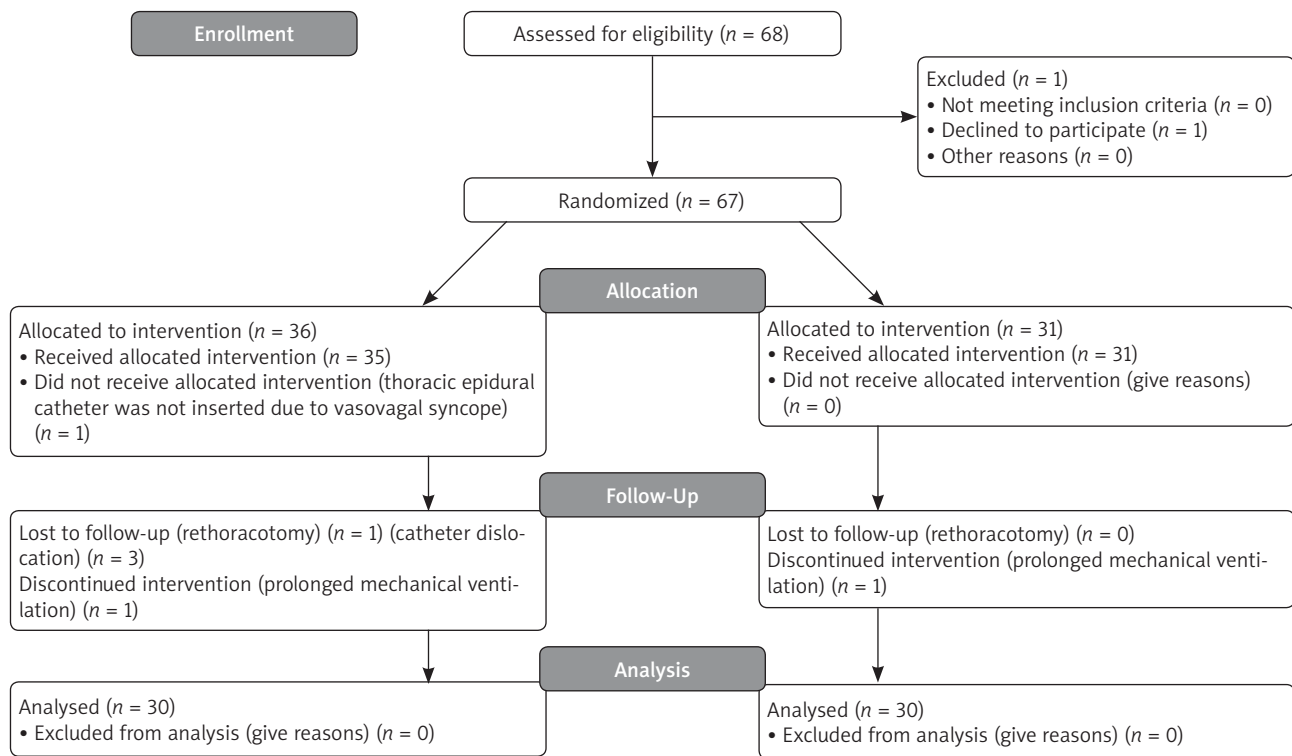 Enrollment
Assessed for eligibility (n = 68)
Excluded (n = 1)
• Not meeting inclusion criteria (n = 0)
• Declined to participate (n = 1)
• Other reasons (n = 0)
Randomized (n = 67)
Allocation
Allocated to intervention (n = 36)
• Received allocated intervention (n = 35)
• Did not receive allocated intervention (thoracic epidural
catheter was not inserted due to vasovagal syncope)
(n = 1)
Allocated to intervention (n = 31)
• Received allocated intervention (n = 31)
• Did not receive allocated intervention (give reasons)
(n = 0)
Follow-Up
Lost to follow-up (rethoracotomy) (n = 1) (catheter dislo-
cation) (n = 3)
Discontinued intervention (prolonged mechanical venti-
lation) (n = 1)
Lost to follow-up (rethoracotomy) (n = 0)
Discontinued intervention (prolonged mechanical venti-
lation) (n = 1)
Analysis
Analysed (n = 30)
• Excluded from analysis (give reasons) (n = 0)
Analysed (n = 30)
• Excluded from analysis (give reasons) (n = 0)